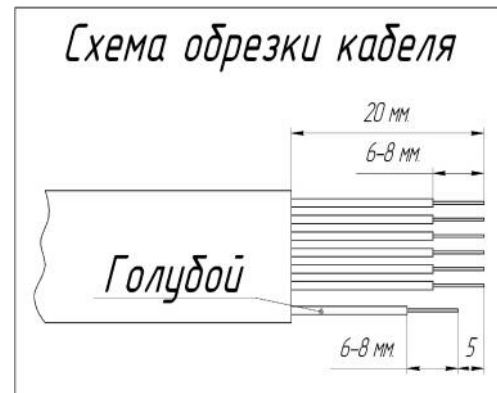 Схема обрезки кабеля
20 мм.
6-8 мм.
Голубой
6-8 мм. 5